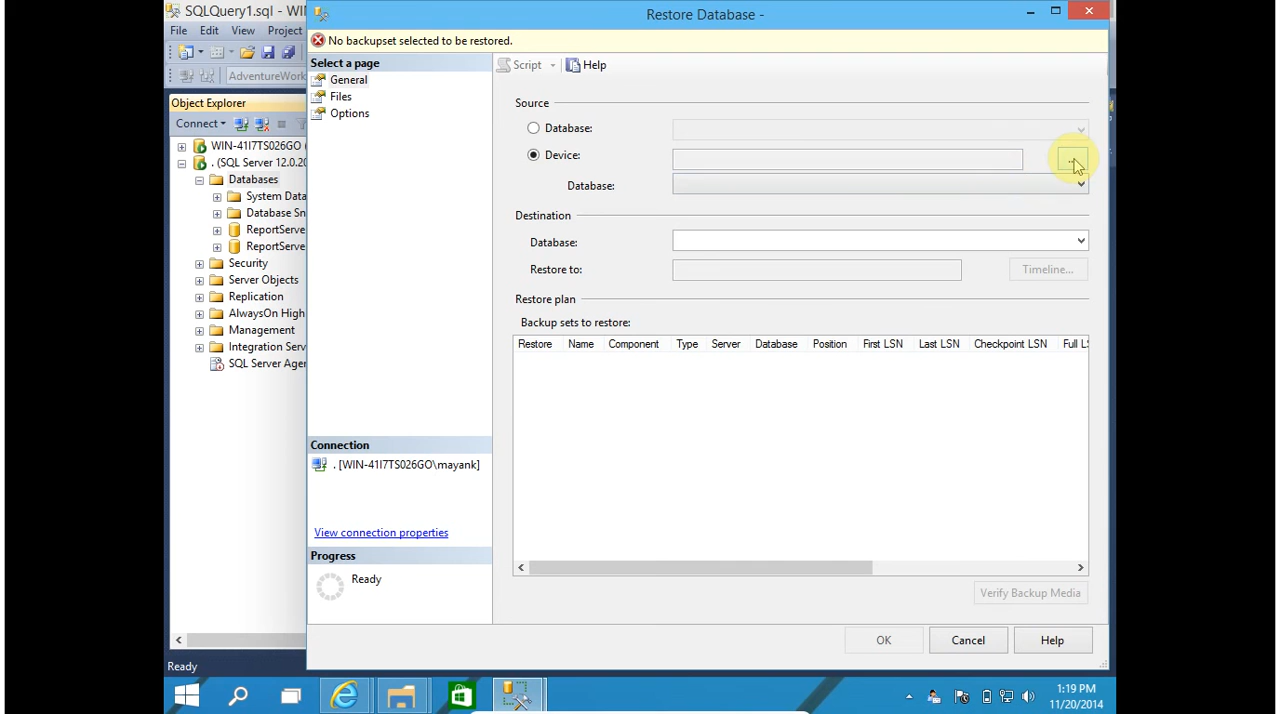 SQLQuery1.sql - WIN
Restore Database -
File Edit View Project
No backupset selected to be restored.
Select a page
General
Files
Options
Script
Help
AdventureWork
Object Explorer
Connect
WIN-41I7TS026GO (
. (SQL Server 12.0.20
Databases
System Data
Database Sn
ReportServe
ReportServe
Security
Server Objects
Replication
AlwaysOn High
Management
Integration Serv
SQL Server Agen
Source
Database:
Device:
...
Database:
Destination
Database:
Restore to:
Timeline...
Restore plan
Backup sets to restore:
Restore Name Component Type Server Database Position First LSN Last LSN Checkpoint LSN Full L
Connection
. [WIN-41I7TS026GO\mayank]
View connection properties
Progress
Ready
Verify Backup Media
OK Cancel Help
Ready
1:19 PM
11/20/2014